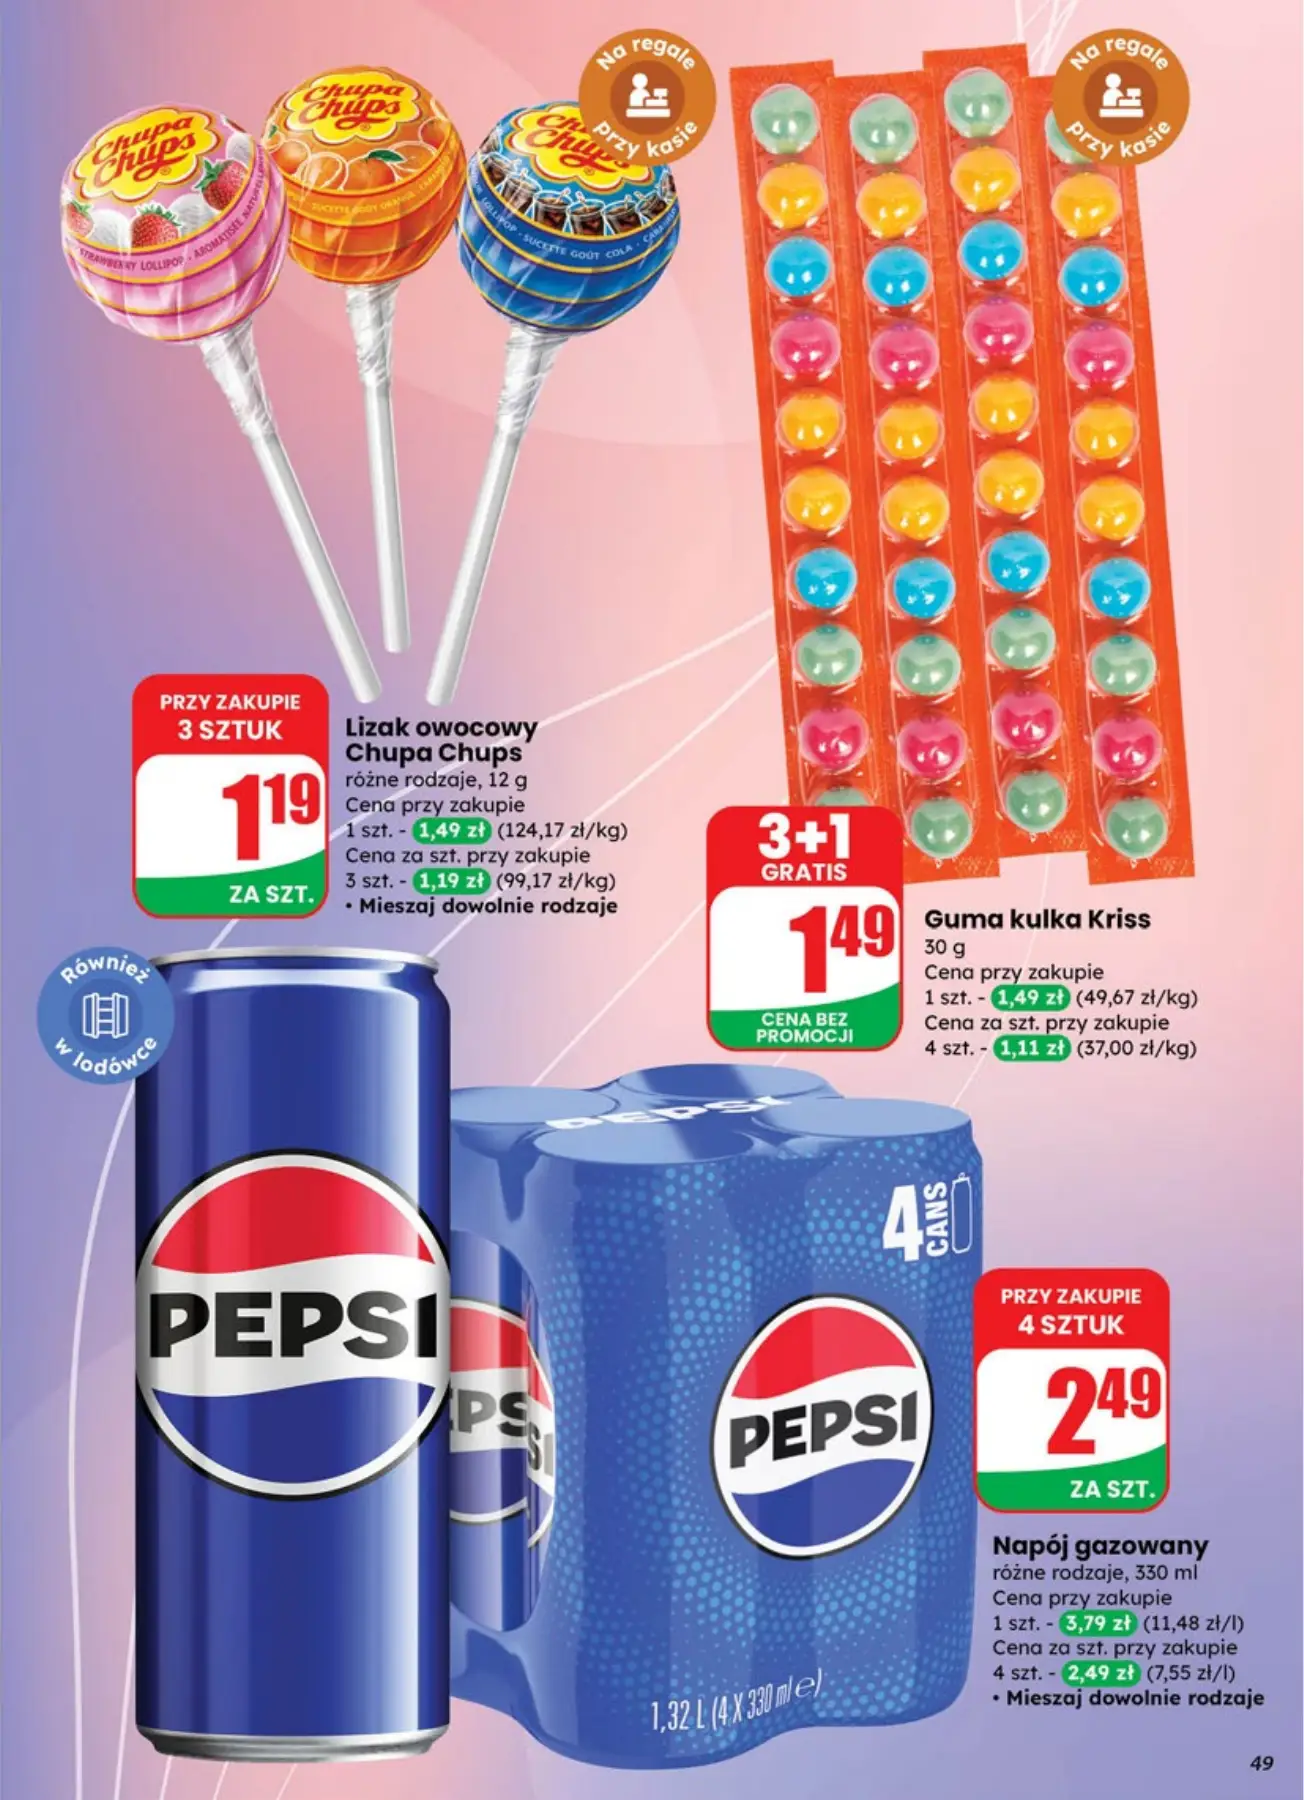 Na regale
przy kasie
Na regale
przy kasie
Chupa
Chups
Chupa
Chups
STRAWBERRY LOLLIPOP
SUCETTE GOÛT ORANGE
LOLLIPOP · SUCETTE GOÛT COLA
PRZY ZAKUPIE
3 SZTUK
1 19
ZA SZT.
Lizak owocowy
Chupa Chups
różne rodzaje, 12 g
Cena przy zakupie
1 szt. - 1,49 zł (124,17 zł/kg)
Cena za szt. przy zakupie
3 szt. - 1,19 zł (99,17 zł/kg)
• Mieszaj dowolnie rodzaje
3+1
GRATIS
1 49
CENA BEZ
PROMOCJI
Guma kulka Kriss
30 g
Cena przy zakupie
1 szt. - 1,49 zł (49,67 zł/kg)
Cena za szt. przy zakupie
4 szt. - 1,11 zł (37,00 zł/kg)
Również
w lodówce
PEPSI
PEPSI
4 CANS
PEPSI
1,32 L (4 X 330 ml e)
PRZY ZAKUPIE
4 SZTUK
2 49
ZA SZT.
Napój gazowany
różne rodzaje, 330 ml
Cena przy zakupie
1 szt. - 3,79 zł (11,48 zł/l)
Cena za szt. przy zakupie
4 szt. - 2,49 zł (7,55 zł/l)
• Mieszaj dowolnie rodzaje
49